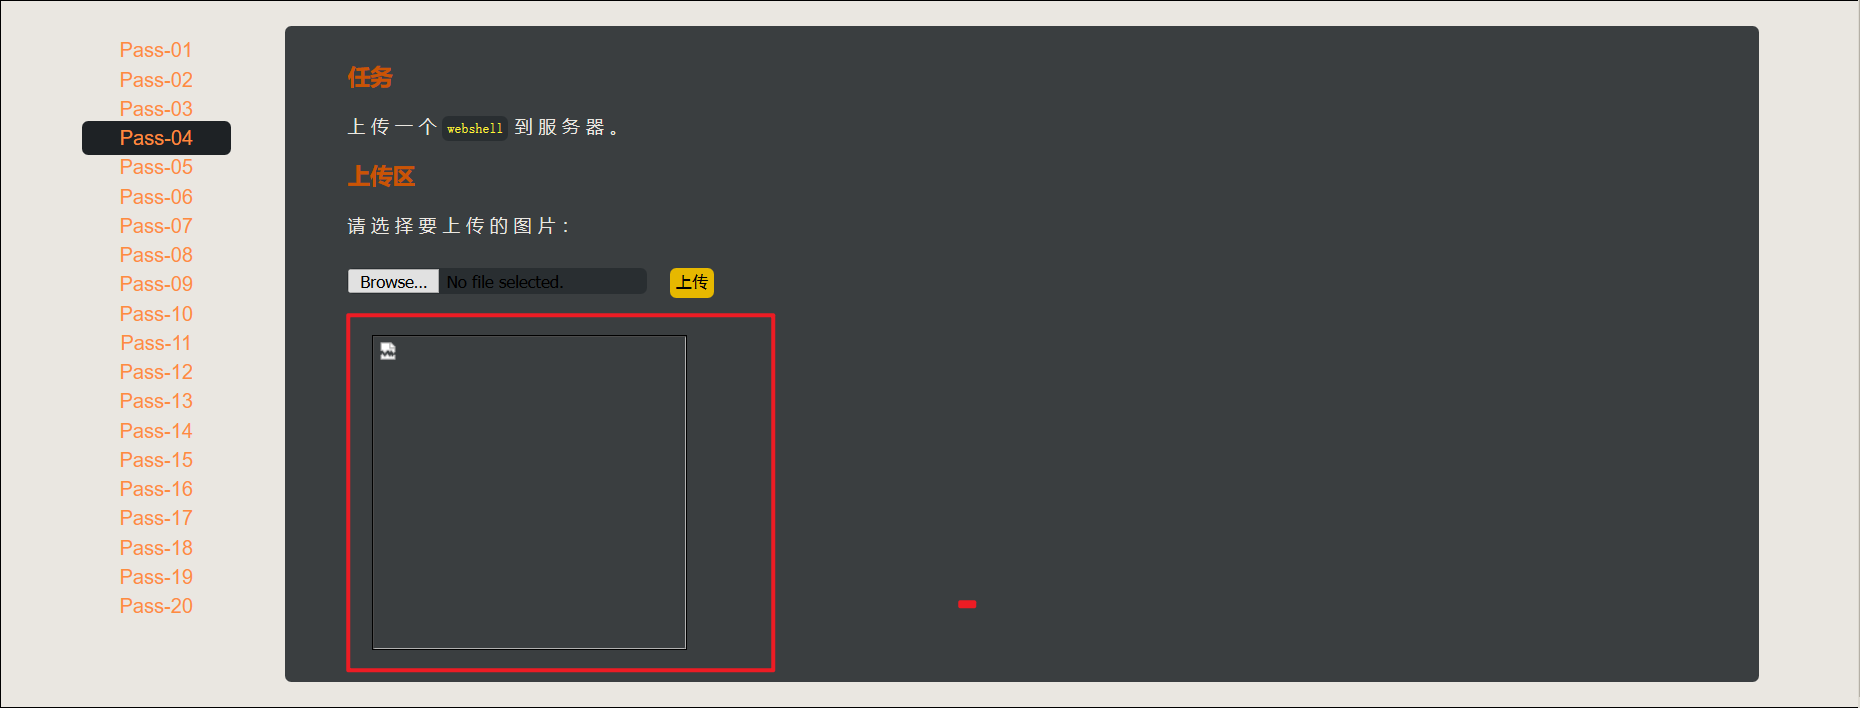 Pass-01
Pass-02
Pass-03
Pass-04
Pass-05
Pass-06
Pass-07
Pass-08
Pass-09
Pass-10
Pass-11
Pass-12
Pass-13
Pass-14
Pass-15
Pass-16
Pass-17
Pass-18
Pass-19
Pass-20
任务
上传一个 webshell 到服务器。
上传区
请选择要上传的图片：
Browse... No file selected. 上传